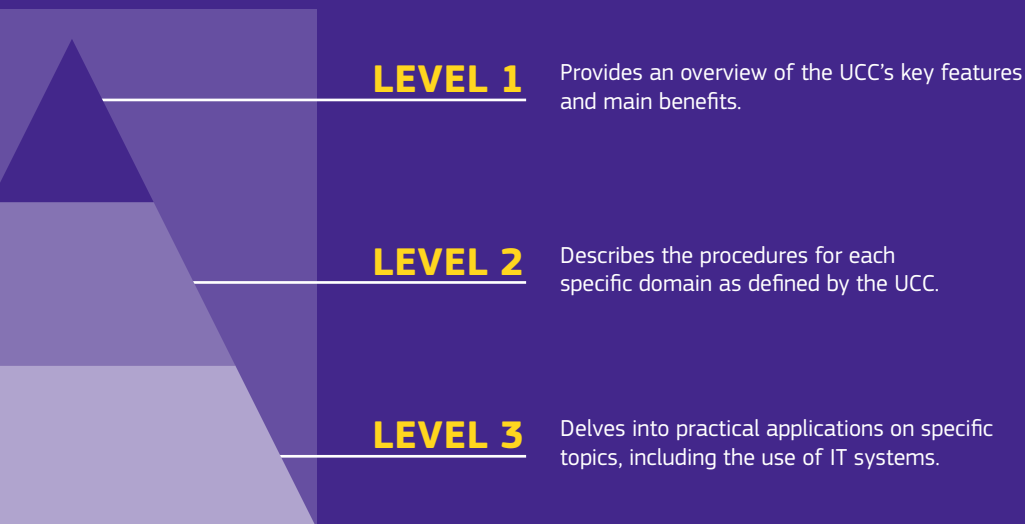 LEVEL 1
Provides an overview of the UCC's key features
and main benefits.
LEVEL 2
Describes the procedures for each
specific domain as defined by the UCC.
LEVEL 3
Delves into practical applications on specific
topics, including the use of IT systems.